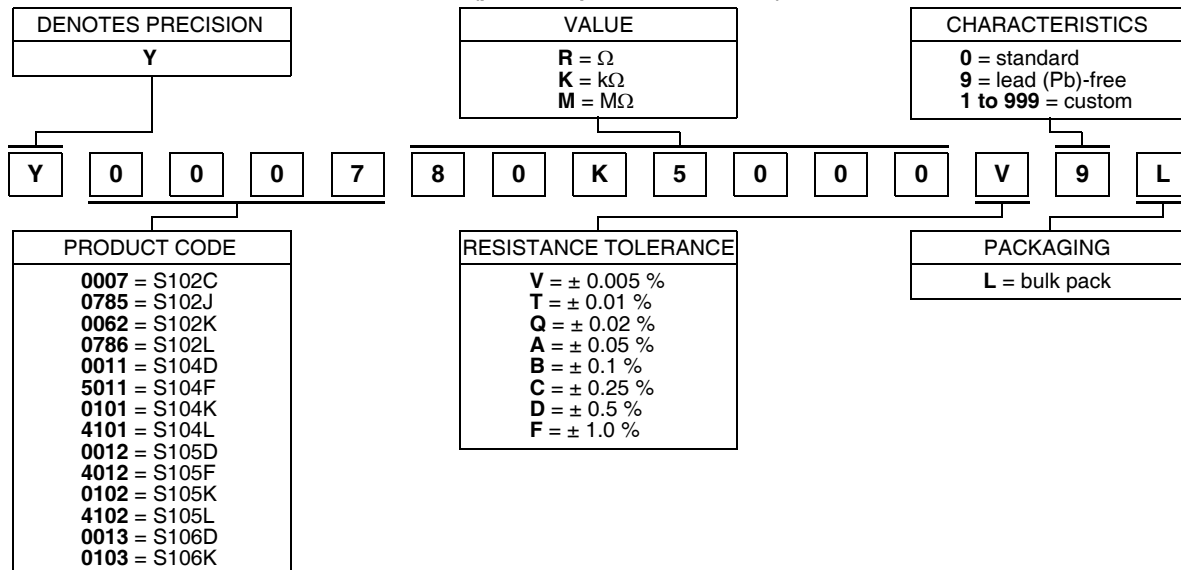 DENOTES PRECISION
Y
VALUE
R = Ω
K = kΩ
M = MΩ
CHARACTERISTICS
0 = standard
9 = lead (Pb)-free
1 to 999 = custom
Y 0 0 0 7 8 0 K 5 0 0 0 V 9 L
PRODUCT CODE
0007 = S102C
0785 = S102J
0062 = S102K
0786 = S102L
0011 = S104D
5011 = S104F
0101 = S104K
4101 = S104L
0012 = S105D
4012 = S105F
0102 = S105K
4102 = S105L
0013 = S106D
0103 = S106K
RESISTANCE TOLERANCE
V = ± 0.005 %
T = ± 0.01 %
Q = ± 0.02 %
A = ± 0.05 %
B = ± 0.1 %
C = ± 0.25 %
D = ± 0.5 %
F = ± 1.0 %
PACKAGING
L = bulk pack